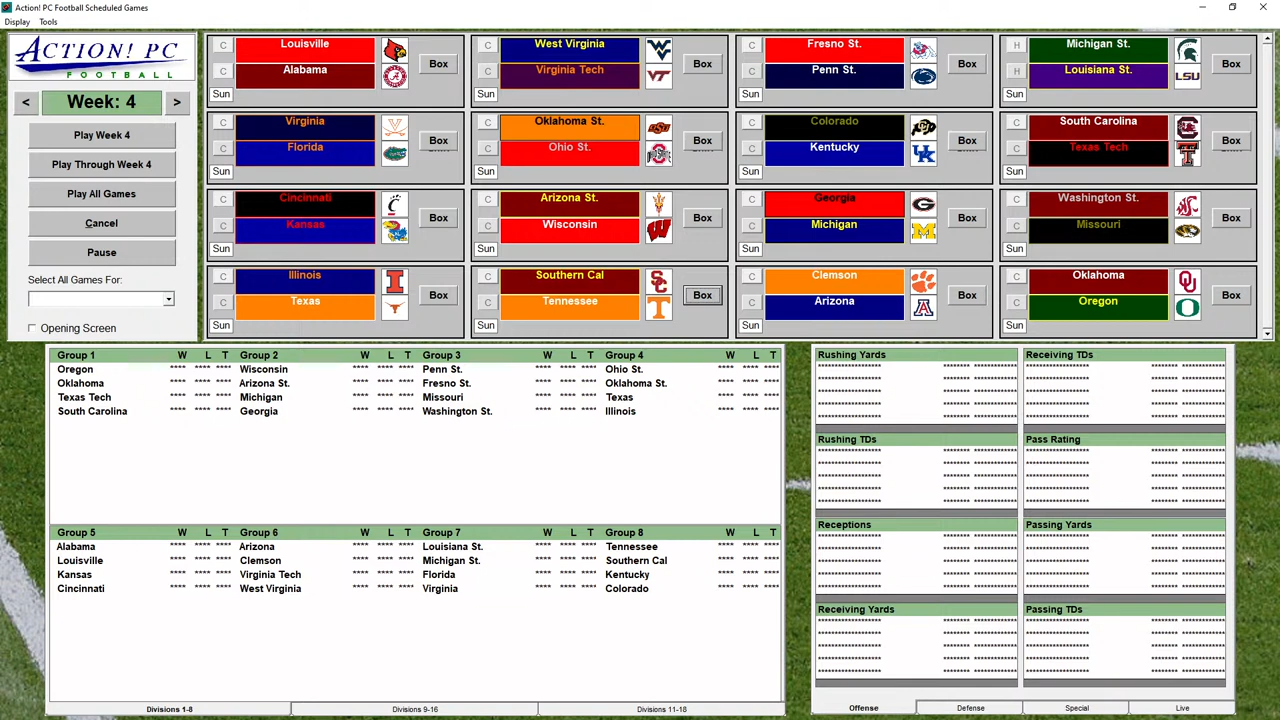 Action! PC Football Scheduled Games
Display Tools
ACTION! PC
FOOTBALL
< Week: 4 >
Play Week 4
Play Through Week 4
Play All Games
Cancel
Pause
Select All Games For:
Opening Screen
C Louisville
C Alabama
Box
Sun
C West Virginia
C Virginia Tech
Box
Sun
C Fresno St.
C Penn St.
Box
Sun
H Michigan St.
H Louisiana St.
LSU
Box
Sun
C Virginia
C Florida
Box
Sun
C Oklahoma St.
C Ohio St.
Box
Sun
C Colorado
C Kentucky
Box
Sun
C South Carolina
C Texas Tech
Box
Sun
C Cincinnati
C Kansas
Box
Sun
C Arizona St.
C Wisconsin
Box
Sun
C Georgia
C Michigan
Box
Sun
C Washington St.
C Missouri
Box
Sun
C Illinois
C Texas
Box
Sun
C Southern Cal
C Tennessee
Box
Sun
C Clemson
C Arizona
Box
Sun
C Oklahoma
C Oregon
Box
Sun
Group 1 W L T Group 2 W L T Group 3 W L T Group 4 W L T
Oregon **** **** **** Wisconsin **** **** **** Penn St. **** **** **** Ohio St. **** **** ****
Oklahoma **** **** **** Arizona St. **** **** **** Fresno St. **** **** **** Oklahoma St. **** **** ****
Texas Tech **** **** **** Michigan **** **** **** Missouri **** **** **** Texas **** **** ****
South Carolina **** **** **** Georgia **** **** **** Washington St. **** **** **** Illinois **** **** ****
Group 5 W L T Group 6 W L T Group 7 W L T Group 8 W L T
Alabama **** **** **** Arizona **** **** **** Louisiana St. **** **** **** Tennessee **** **** ****
Louisville **** **** **** Clemson **** **** **** Michigan St. **** **** **** Southern Cal **** **** ****
Kansas **** **** **** Virginia Tech **** **** **** Florida **** **** **** Kentucky **** **** ****
Cincinnati **** **** **** West Virginia **** **** **** Virginia **** **** **** Colorado **** **** ****
Divisions 1-8 Divisions 9-16 Divisions 11-18
Rushing Yards Receiving TDs
Rushing TDs Pass Rating
Receptions Passing Yards
Receiving Yards Passing TDs
Offense Defense Special Live